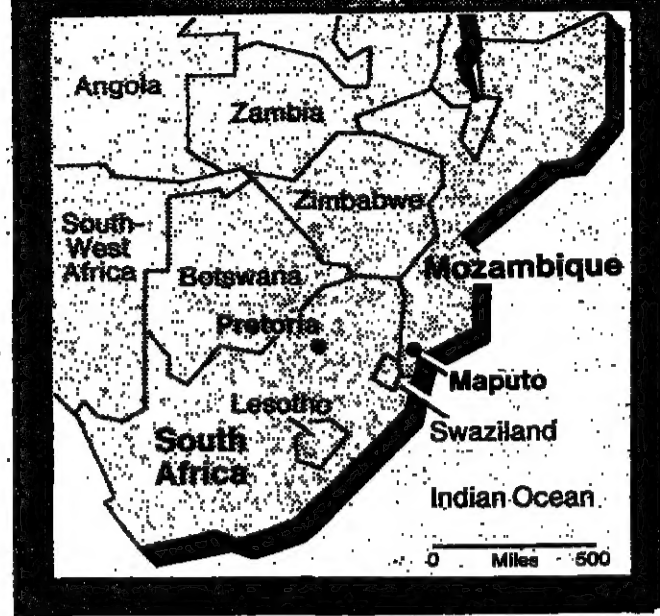 Angola
Zambia
Zimbabwe
South-
West
Africa
Botswana
Mozambique
Pretoria
Maputo
Lesotho
Swaziland
South
Africa
Indian Ocean
0 Miles 500